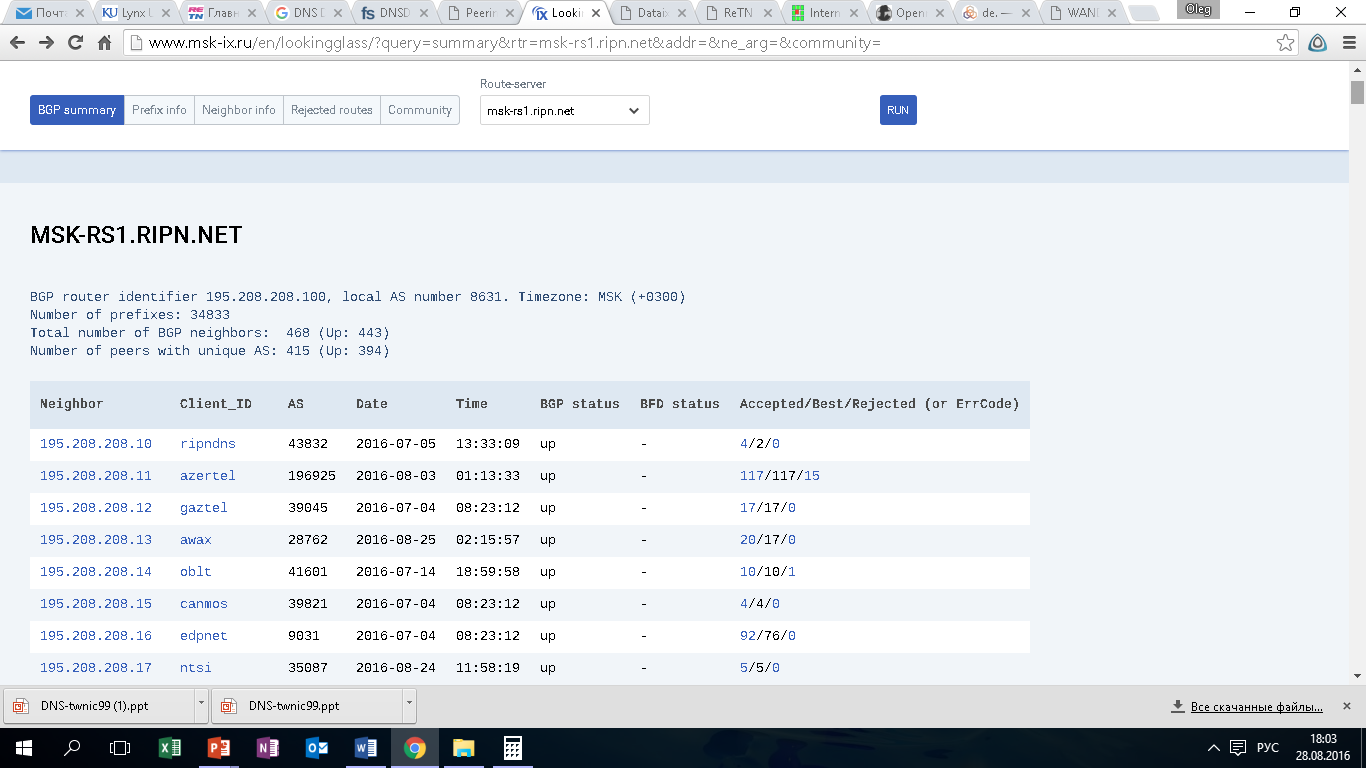 Почт
KU Lynx L
RE TN Главн
DNS D
fs DNSD
Peerin
Looki
Dataix
ReTN
Intern
Open
de. —
WAN
Oleg
www.msk-ix.ru/en/lookingglass/?query=summary&rtr=msk-rs1.ripn.net&addr=&ne_arg=&community=
Route-server
BGP summary Prefix info Neighbor info Rejected routes Community msk-rs1.ripn.net RUN
MSK-RS1.RIPN.NET
BGP router identifier 195.208.208.100, local AS number 8631. Timezone: MSK (+0300)
Number of prefixes: 34833
Total number of BGP neighbors: 468 (Up: 443)
Number of peers with unique AS: 415 (Up: 394)
Neighbor Client_ID AS Date Time BGP status BFD status Accepted/Best/Rejected (or ErrCode)
195.208.208.10 ripndns 43832 2016-07-05 13:33:09 up - 4/2/0
195.208.208.11 azertel 196925 2016-08-03 01:13:33 up - 117/117/15
195.208.208.12 gaztel 39045 2016-07-04 08:23:12 up - 17/17/0
195.208.208.13 awax 28762 2016-08-25 02:15:57 up - 20/17/0
195.208.208.14 oblt 41601 2016-07-14 18:59:58 up - 10/10/1
195.208.208.15 canmos 39821 2016-07-04 08:23:12 up - 4/4/0
195.208.208.16 edpnet 9031 2016-07-04 08:23:12 up - 92/76/0
195.208.208.17 ntsi 35087 2016-08-24 11:58:19 up - 5/5/0
DNS-twnic99 (1).ppt DNS-twnic99.ppt Все скачанные файлы...
РУС
18:03
28.08.2016